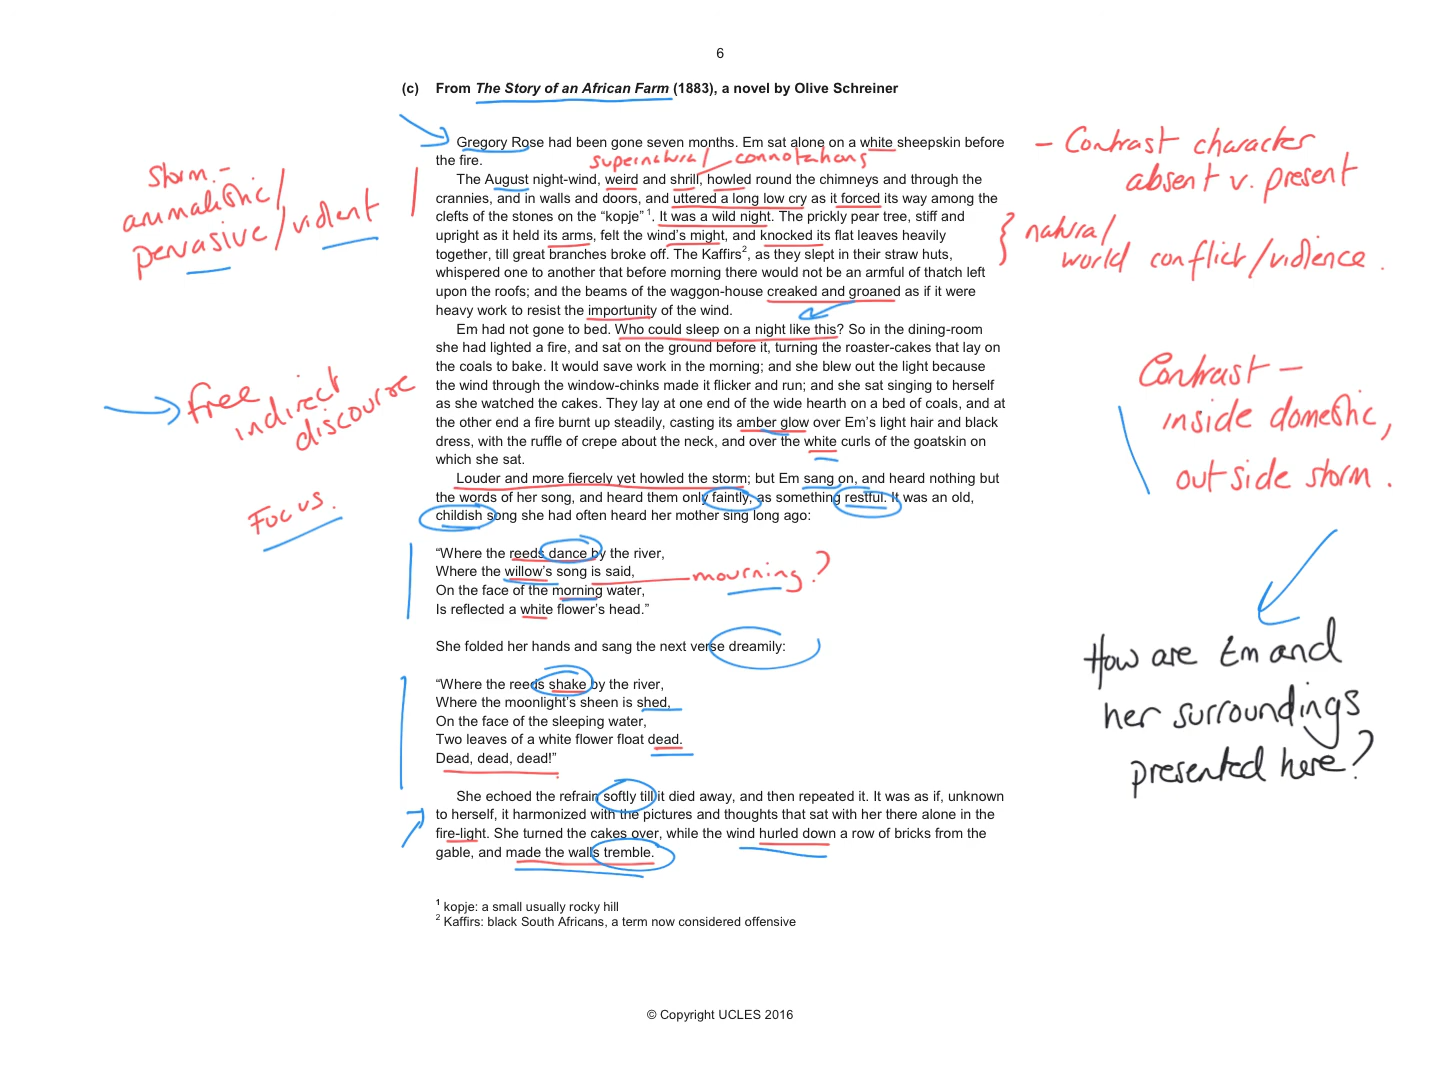 6
(c) From The Story of an African Farm (1883), a novel by Olive Schreiner
Gregory Rose had been gone seven months. Em sat alone on a white sheepskin before
the fire.
supernatural connotations
The August night-wind, weird and shrill, howled round the chimneys and through the
crannies, and in walls and doors, and uttered a long low cry as it forced its way among the
clefts of the stones on the “kopje” 1. It was a wild night. The prickly pear tree, stiff and
upright as it held its arms, felt the wind’s might, and knocked its flat leaves heavily
together, till great branches broke off. The Kaffirs2, as they slept in their straw huts,
whispered one to another that before morning there would not be an armful of thatch left
upon the roofs; and the beams of the waggon-house creaked and groaned as if it were
heavy work to resist the importunity of the wind.
Em had not gone to bed. Who could sleep on a night like this? So in the dining-room
she had lighted a fire, and sat on the ground before it, turning the roaster-cakes that lay on
the coals to bake. It would save work in the morning; and she blew out the light because
the wind through the window-chinks made it flicker and run; and she sat singing to herself
as she watched the cakes. They lay at one end of the wide hearth on a bed of coals, and at
the other end a fire burnt up steadily, casting its amber glow over Em’s light hair and black
dress, with the ruffle of crepe about the neck, and over the white curls of the goatskin on
which she sat.
Louder and more fiercely yet howled the storm; but Em sang on, and heard nothing but
the words of her song, and heard them only faintly, as something restful. It was an old,
childish song she had often heard her mother sing long ago:
“Where the reeds dance by the river,
Where the willow’s song is said,
mourning?
On the face of the morning water,
Is reflected a white flower’s head.”
She folded her hands and sang the next verse dreamily:
“Where the reeds shake by the river,
Where the moonlight’s sheen is shed,
On the face of the sleeping water,
Two leaves of a white flower float dead.
Dead, dead, dead!”
She echoed the refrain softly till it died away, and then repeated it. It was as if, unknown
to herself, it harmonized with the pictures and thoughts that sat with her there alone in the
fire-light. She turned the cakes over, while the wind hurled down a row of bricks from the
gable, and made the walls tremble.
1 kopje: a small usually rocky hill
2 Kaffirs: black South Africans, a term now considered offensive
© Copyright UCLES 2016
Storm. -
animalistic/
pervasive/violent
free
indirect
discourse
Focus.
- Contrast character
absent v. present
natural
world conflict/violence.
Contrast -
inside domestic,
outside storm.
How are Em and
her surroundings
presented here?